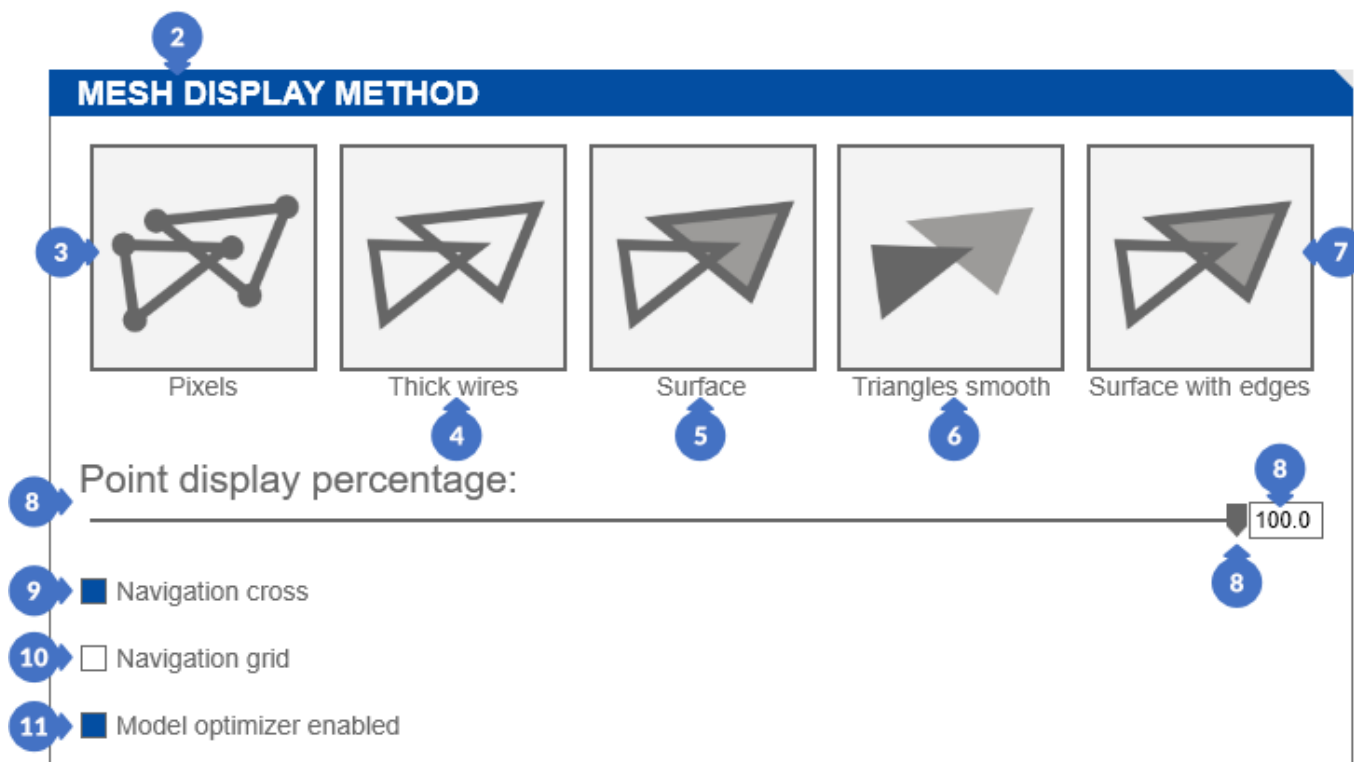 2
MESH DISPLAY METHOD
3
7
Pixels Thick wires Surface Triangles smooth Surface with edges
4 5 6
8
Point display percentage:
8
100.0
8
9 Navigation cross
10 Navigation grid
11 Model optimizer enabled